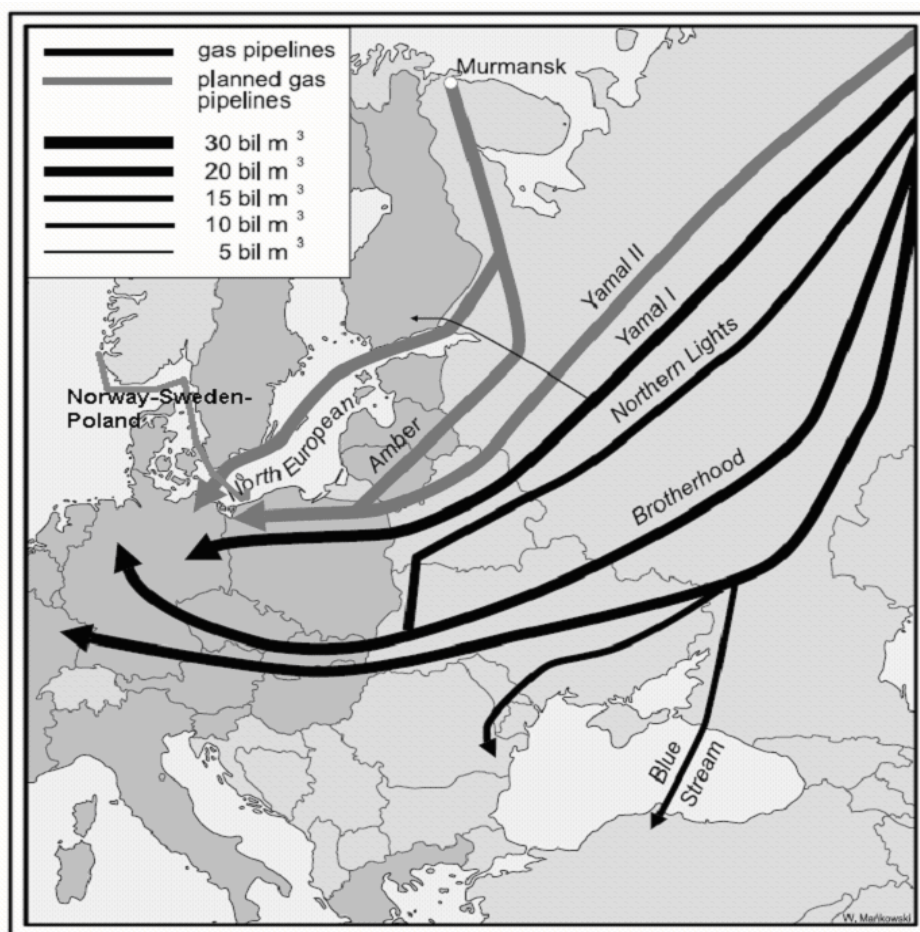 gas pipelines
planned gas
pipelines
30 bil m 3
20 bil m 3
15 bil m 3
10 bil m 3
5 bil m 3
Murmansk
Yamal II
Yamal I
Northern Lights
Norway-Sweden-
Poland
North European
Amber
Brotherhood
Blue
Stream
W. Mańkowski